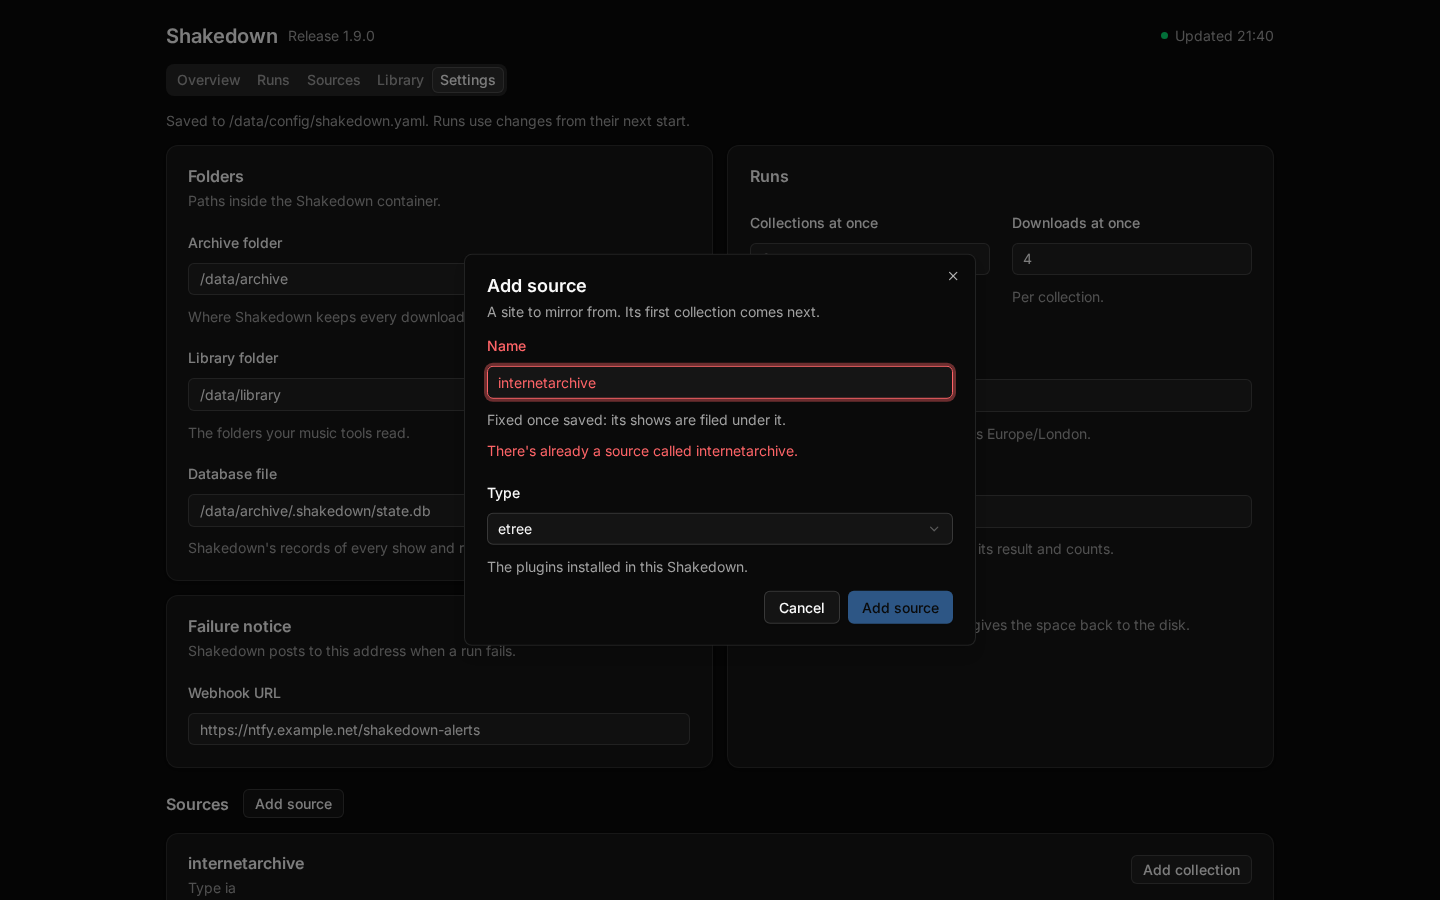 Shakedown Release 1.9.0
Updated 21:40
Overview Runs Sources Library Settings
Saved to /data/config/shakedown.yaml. Runs use changes from their next start.
Folders
Paths inside the Shakedown container.
Archive folder
/data/archive
Where Shakedown keeps every download
Library folder
/data/library
The folders your music tools read.
Database file
/data/archive/.shakedown/state.db
Shakedown's records of every show and
Failure notice
Shakedown posts to this address when a run fails.
Webhook URL
https://ntfy.example.net/shakedown-alerts
Runs
Collections at once
Downloads at once
4
Per collection.
Europe/London.
its result and counts.
gives the space back to the disk.
Add source
A site to mirror from. Its first collection comes next.
Name
internetarchive
Fixed once saved: its shows are filed under it.
There's already a source called internetarchive.
Type
etree
The plugins installed in this Shakedown.
Cancel
Add source
Sources
Add source
internetarchive
Type ia
Add collection